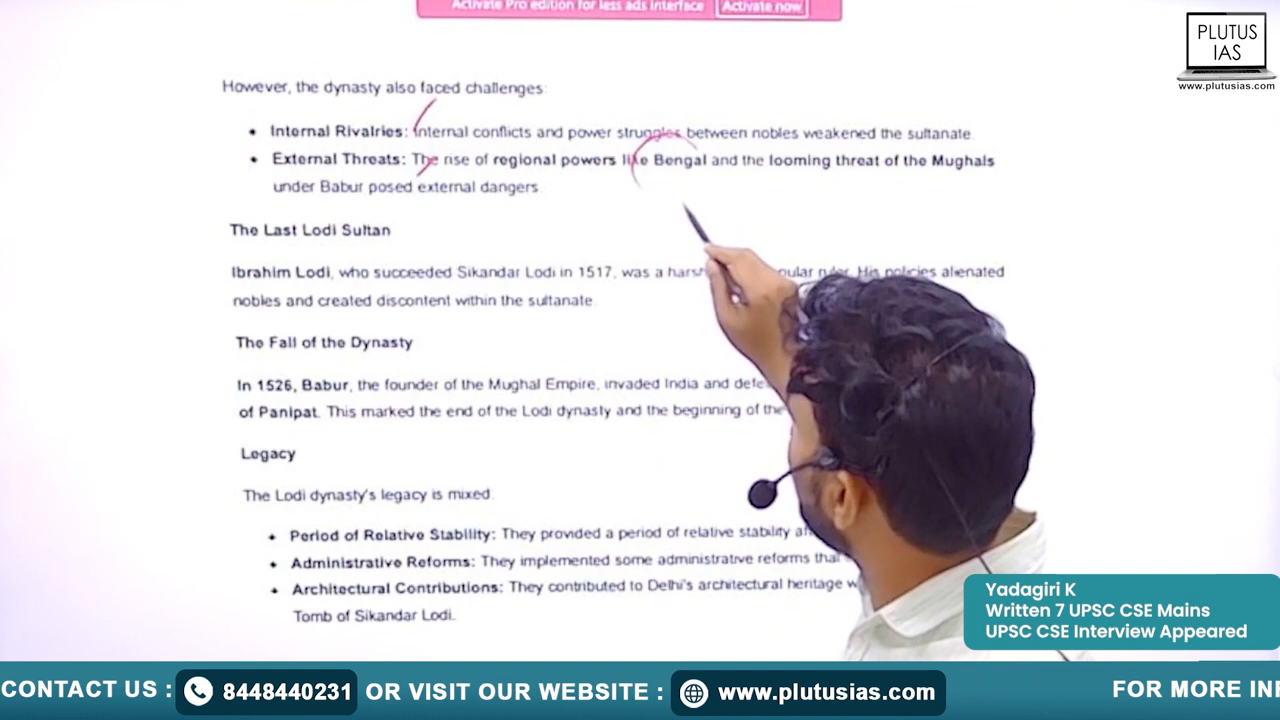 Activate Pro edition for less ads interface Activate now
PLUTUS
IAS
www.plutusias.com
However, the dynasty also faced challenges:
• Internal Rivalries: Internal conflicts and power struggles between nobles weakened the sultanate.
• External Threats: The rise of regional powers like Bengal and the looming threat of the Mughals
under Babur posed external dangers.
The Last Lodi Sultan
Ibrahim Lodi, who succeeded Sikandar Lodi in 1517, was a ruler. His policies alienated
nobles and created discontent within the sultanate.
The Fall of the Dynasty
In 1526, Babur, the founder of the Mughal Empire, invaded India and
of Panipat. This marked the end of the Lodi dynasty and the beginning of the
Legacy
The Lodi dynasty's legacy is mixed.
• Period of Relative Stability: They provided a period of relative stability
• Administrative Reforms: They implemented some administrative reforms
• Architectural Contributions: They contributed to Delhi's architectural heritage
Tomb of Sikandar Lodi.
Yadagiri K
Written 7 UPSC CSE Mains
UPSC CSE Interview Appeared
CONTACT US : 8448440231 OR VISIT OUR WEBSITE : www.plutusias.com FOR MORE